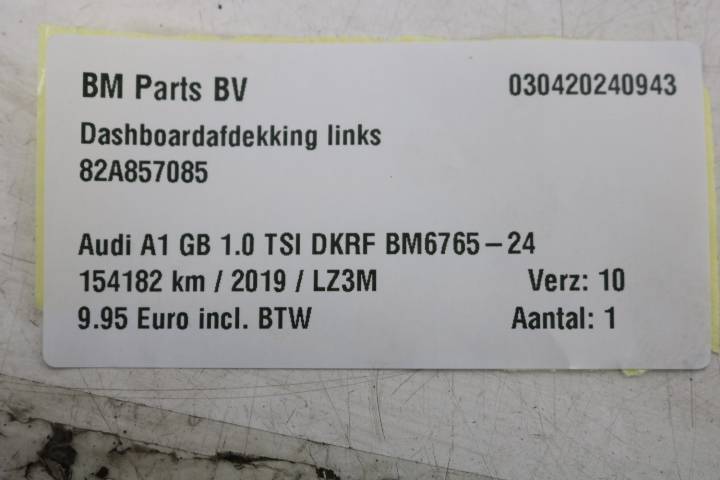 BM Parts BV 030420240943
Dashboardafdekking links
82A857085
Audi A1 GB 1.0 TSI DKRF BM6765-24
154182 km / 2019 / LZ3M Verz: 10
9.95 Euro incl. BTW Aantal: 1